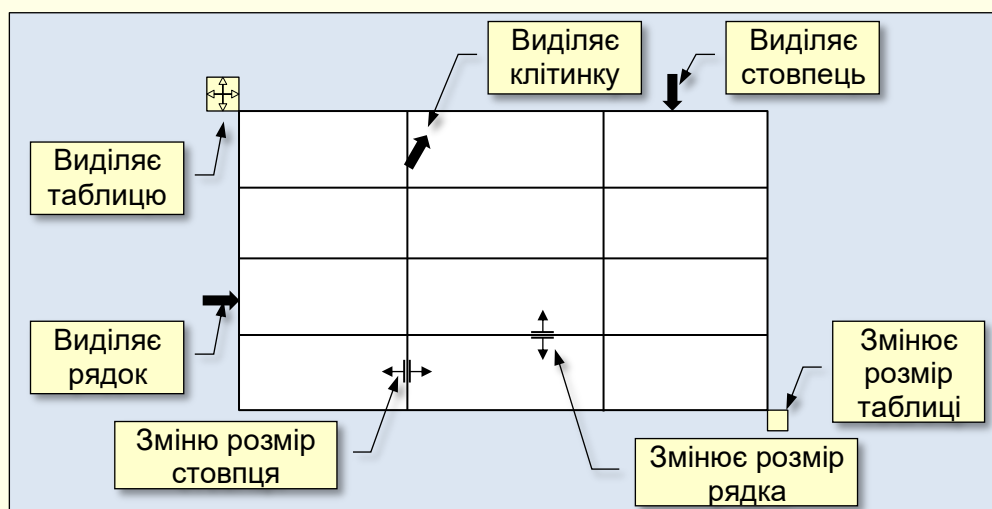 Виділяє
клітинку
Виділяє
стовпець
Виділяє
таблицю
Виділяє
рядок
Змінює
розмір
таблиці
Зміню розмір
стовпця
Змінює розмір
рядка